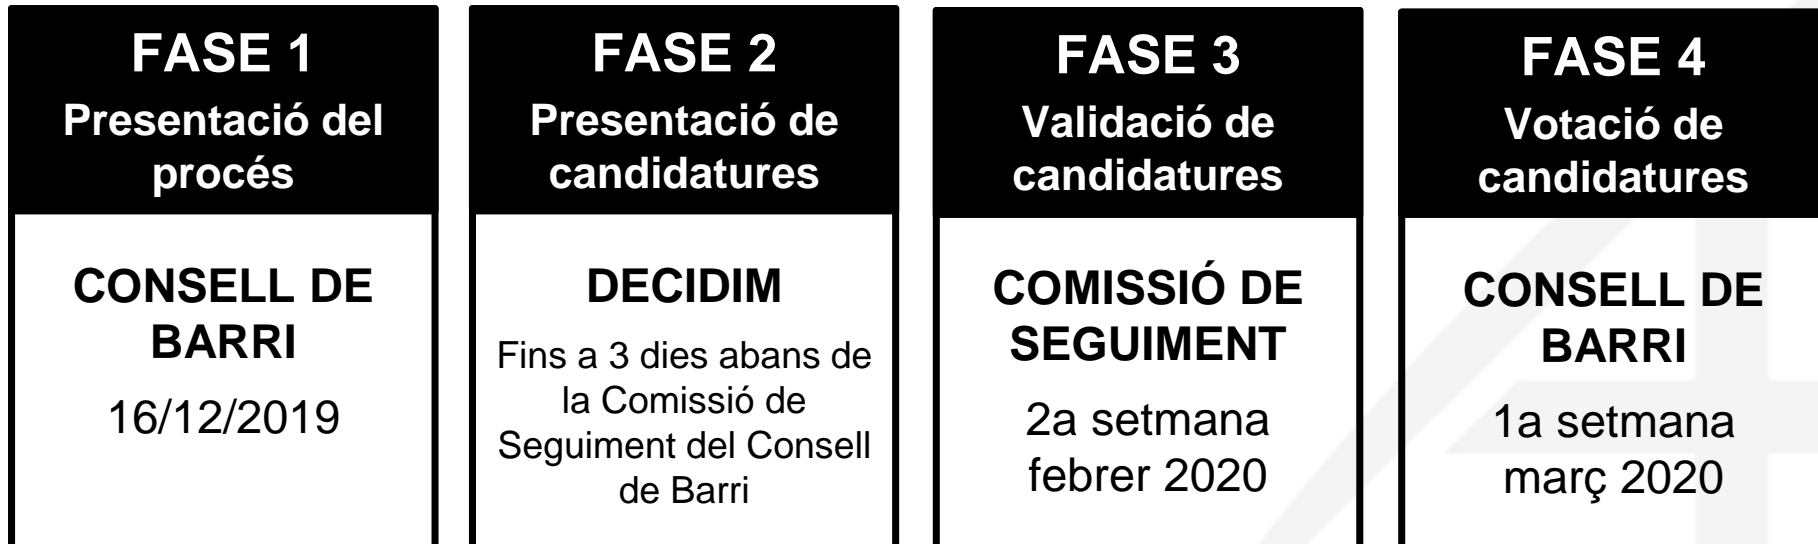 FASE 1
Presentació del
procés
CONSELL DE
BARRI
16/12/2019
FASE 2
Presentació de
candidatures
DECIDIM
Fins a 3 dies abans de
la Comissió de
Seguiment del Consell
de Barri
FASE 3
Validació de
candidatures
COMISSIÓ DE
SEGUIMENT
2a setmana
febrer 2020
FASE 4
Votació de
candidatures
CONSELL DE
BARRI
1a setmana
març 2020